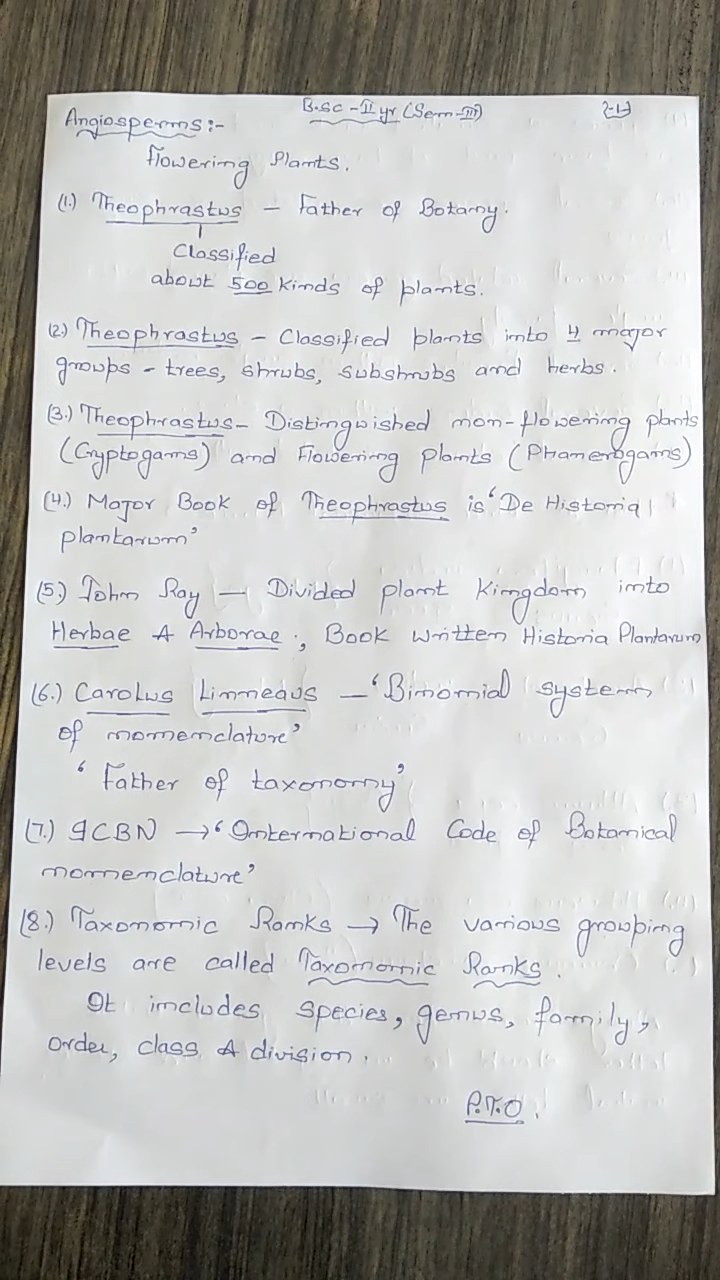 B.sc - II yr (Sem-III)
Angiosperms:-
Flowering Plants.
(1.) Theophrastus - Father of Botany.
Classified
about 500 kinds of plants.
(2.) Theophrastus - Classified plants into 4 major
groups - trees, shrubs, subshrubs and herbs.
(3.) Theophrastus - Distinguished non-flowering plants
(Cryptogams) and Flowering Plants (Phanerogams)
(4.) Major Book of Theophrastus is 'De Historia
plantarum'
(5.) John Ray - Divided plant Kingdom into
Herbae & Arborae., Book written Historia Plantarum
(6.) Carolus Linneaus - 'Binomial system
of nomenclature'
'Father of taxonomy'
(7.) ICBN → 'International Code of Botanical
nomenclature'
(8.) Taxonomic Ranks → The various grouping
levels are called Taxonomic Ranks.
It includes species, genus, family,
order, class & division.
P.T.O.